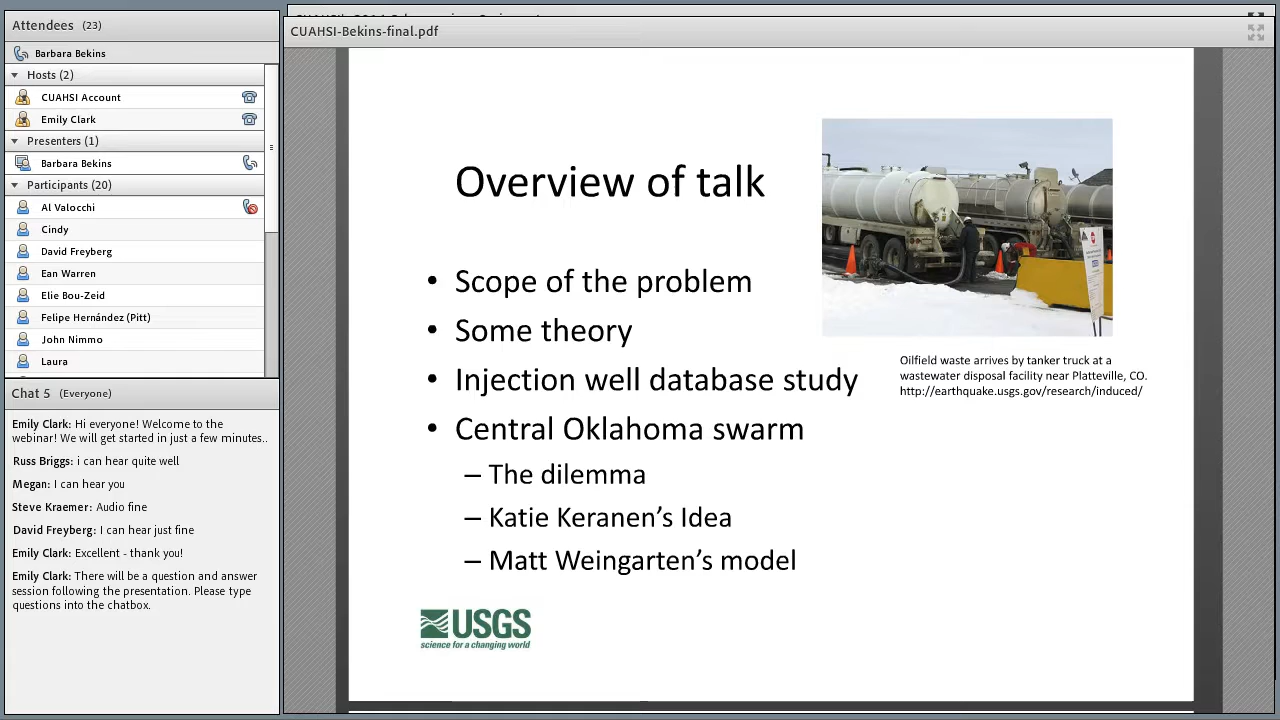 Attendees (23)
Barbara Bekins
Hosts (2)
CUAHSI Account
Emily Clark
Presenters (1)
Barbara Bekins
Participants (20)
Al Valocchi
Cindy
David Freyberg
Ean Warren
Elie Bou-Zeid
Felipe Hernández (Pitt)
John Nimmo
Laura
Chat 5 (Everyone)
Emily Clark: Hi everyone! Welcome to the
webinar! We will get started in just a few minutes..
Russ Briggs: i can hear quite well
Megan: I can hear you
Steve Kraemer: Audio fine
David Freyberg: I can hear just fine
Emily Clark: Excellent - thank you!
Emily Clark: There will be a question and answer
session following the presentation. Please type
questions into the chatbox.
CUAHSI-Bekins-final.pdf
Overview of talk
• Scope of the problem
• Some theory
• Injection well database study
• Central Oklahoma swarm
– The dilemma
– Katie Keranen’s Idea
– Matt Weingarten’s model
Oilfield waste arrives by tanker truck at a
wastewater disposal facility near Platteville, CO.
http://earthquake.usgs.gov/research/induced/
USGS
science for a changing world